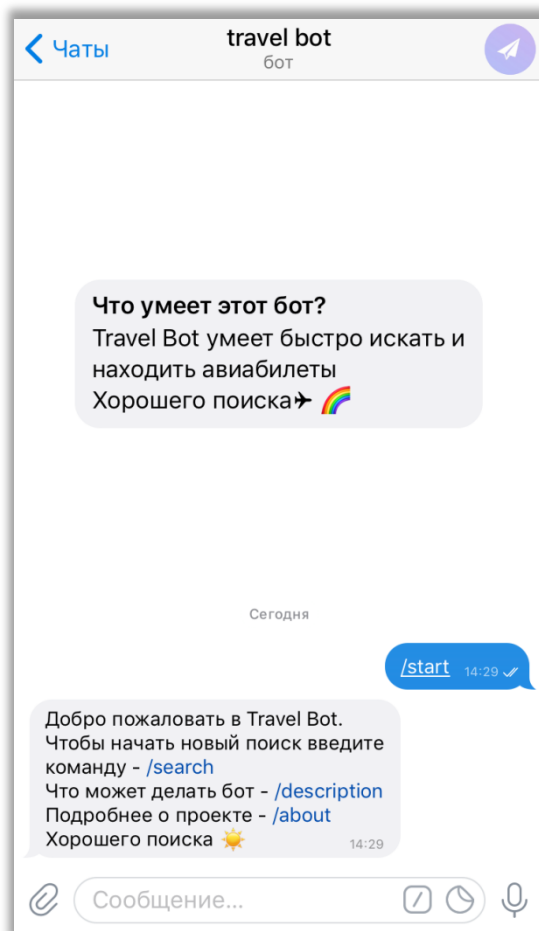 Чаты
travel bot
бот
Что умеет этот бот?
Travel Bot умеет быстро искать и
находить авиабилеты
Хорошего поиска✈ 🌈
Сегодня
/start 14:29
Добро пожаловать в Travel Bot.
Чтобы начать новый поиск введите
команду - /search
Что может делать бот - /description
Подробнее о проекте - /about
Хорошего поиска ☀️ 14:29
Сообщение...